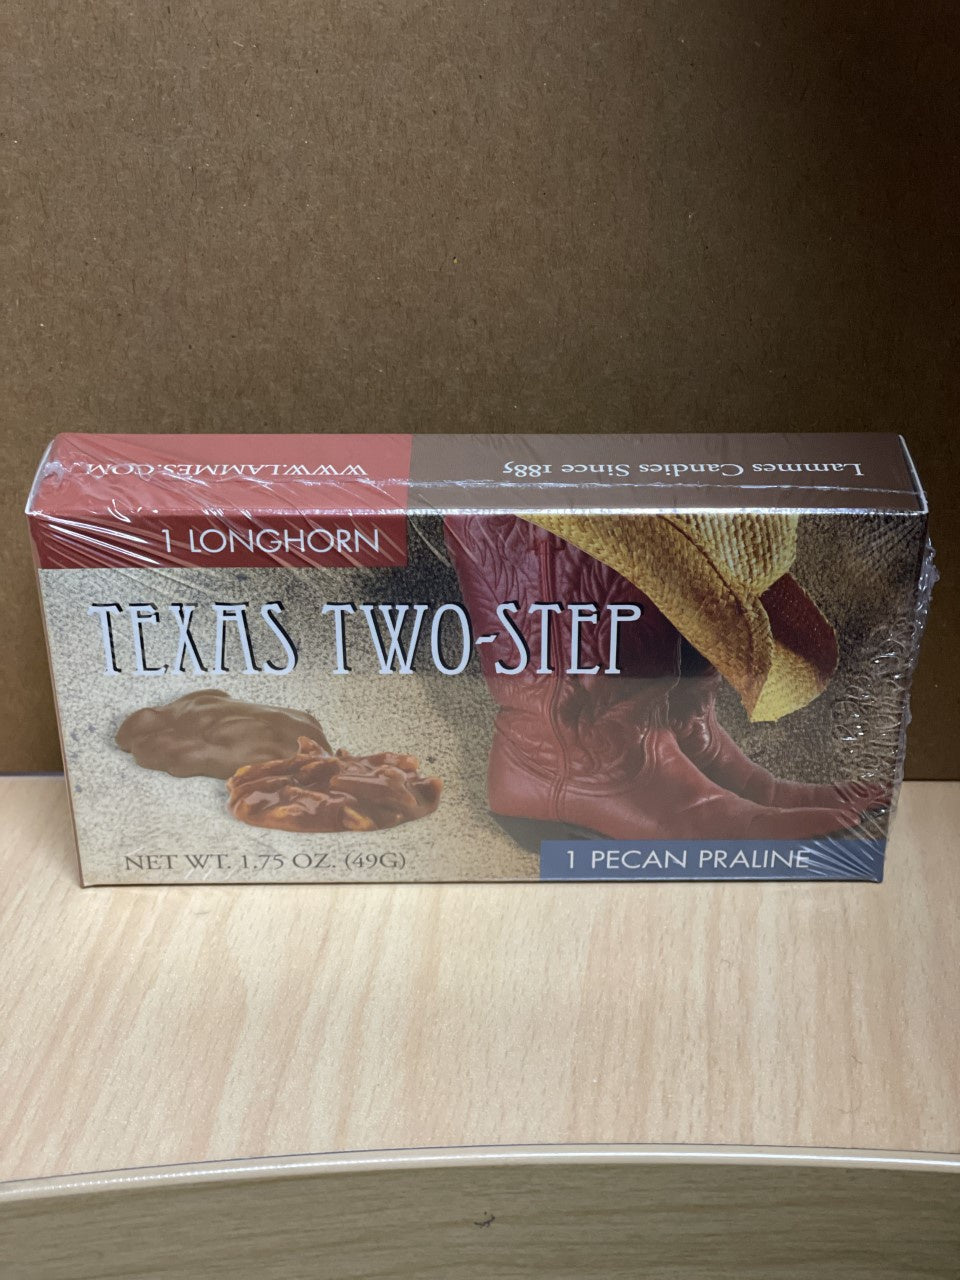 WWW.LAMMES.COM
Lammes Candies Since 1885
1 LONGHORN
TEXAS TWO-STEP
NET WT. 1.75 OZ. (49G)
1 PECAN PRALINE